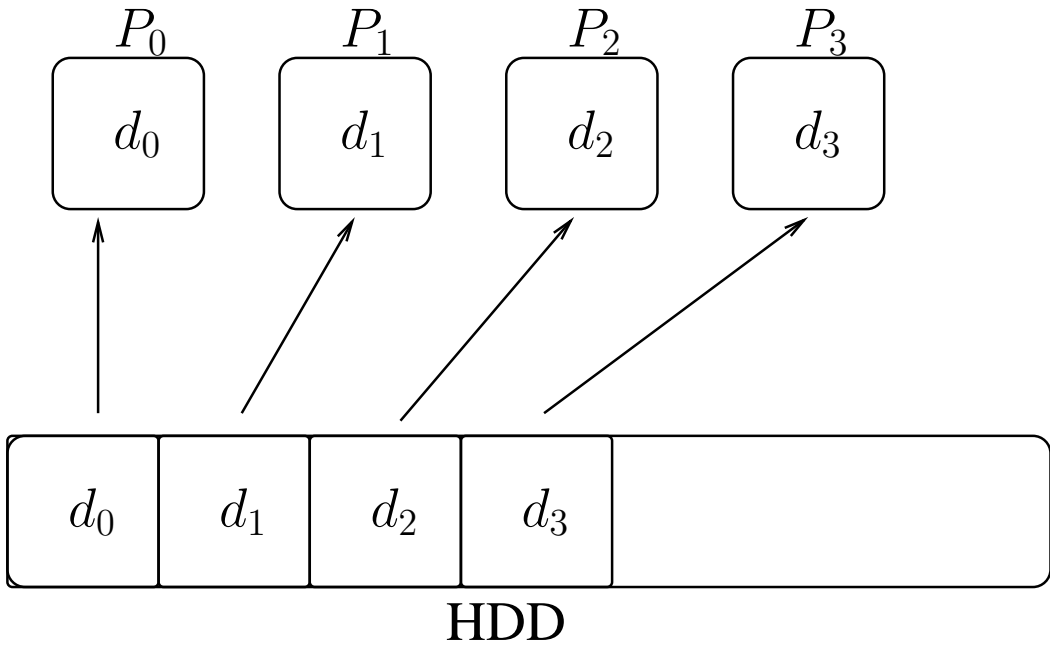 P₀ P₁ P₂ P₃
d₀ d₁ d₂ d₃
d₀ d₁ d₂ d₃
HDD